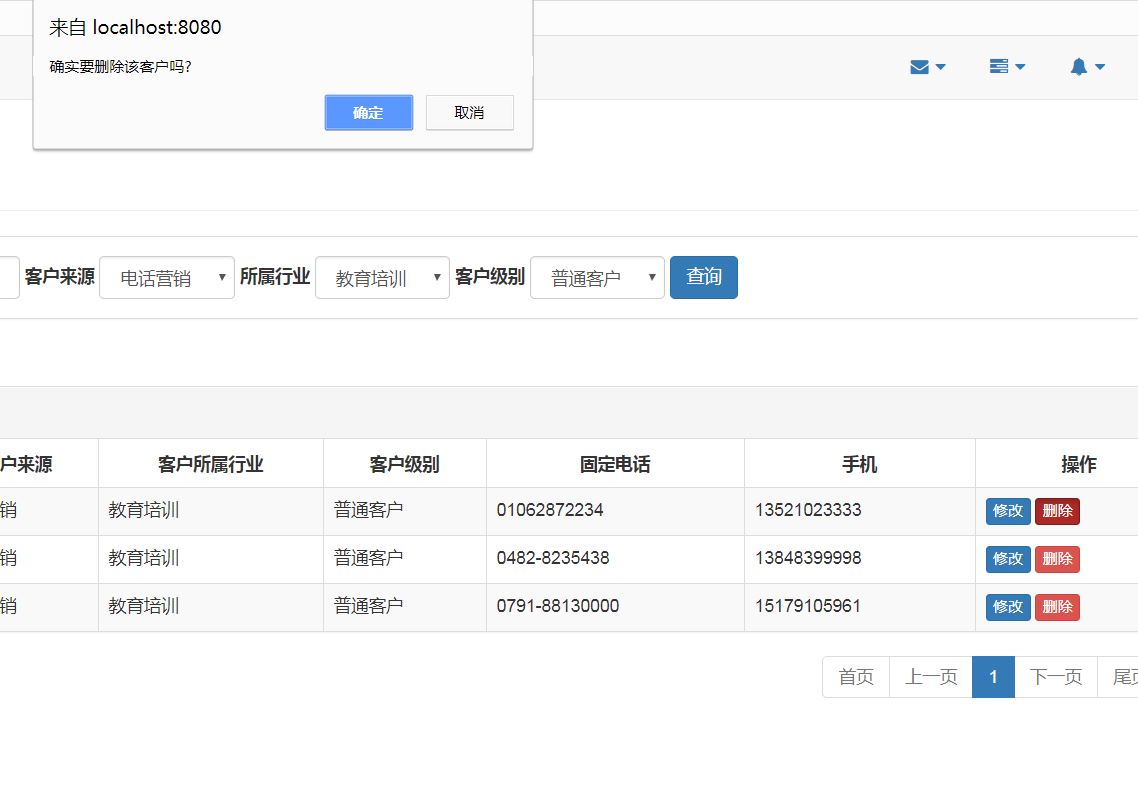 来自 localhost:8080
确实要删除该客户吗?
确定 取消
客户来源 电话营销 所属行业 教育培训 客户级别 普通客户 查询
户来源 客户所属行业 客户级别 固定电话 手机 操作
销 教育培训 普通客户 01062872234 13521023333 修改 删除
销 教育培训 普通客户 0482-8235438 13848399998 修改 删除
销 教育培训 普通客户 0791-88130000 15179105961 修改 删除
首页 上一页 1 下一页 尾页